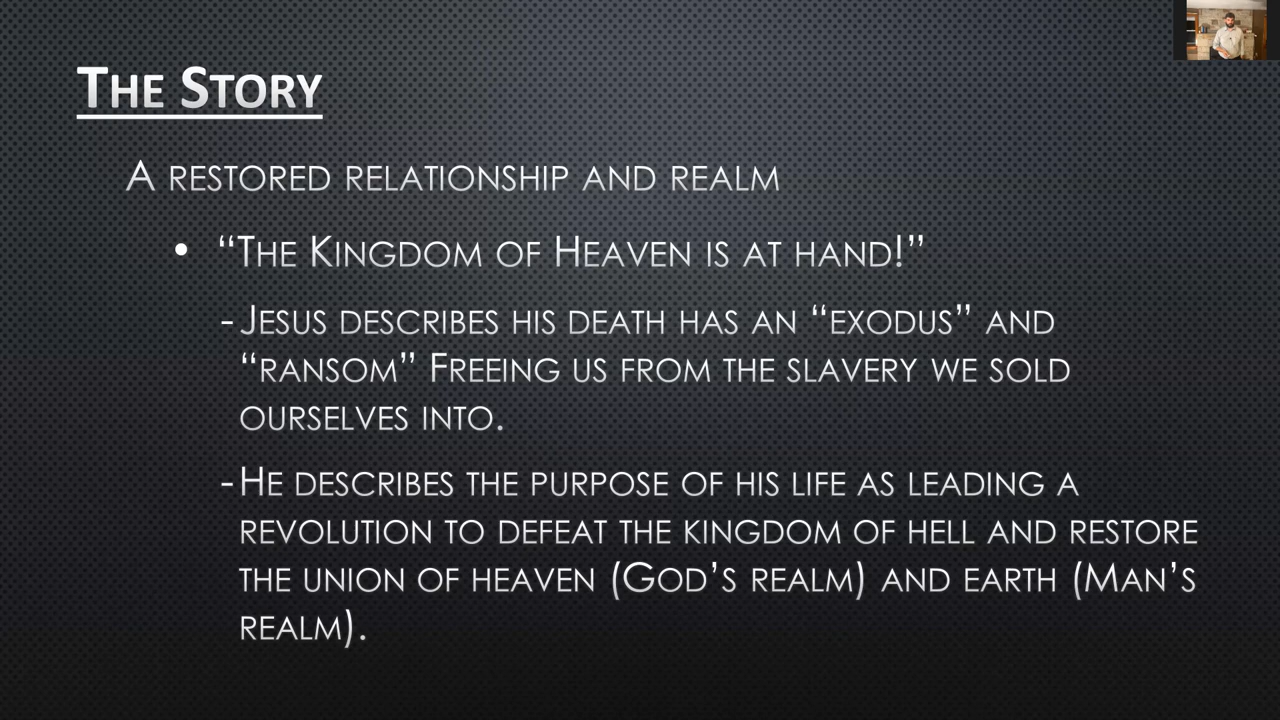 The Story
A restored relationship and realm
• “The Kingdom of Heaven is at hand!”
- Jesus describes his death has an “exodus” and
“ransom” Freeing us from the slavery we sold
ourselves into.
- He describes the purpose of his life as leading a
revolution to defeat the kingdom of hell and restore
the union of heaven (God’s realm) and earth (Man’s
realm).